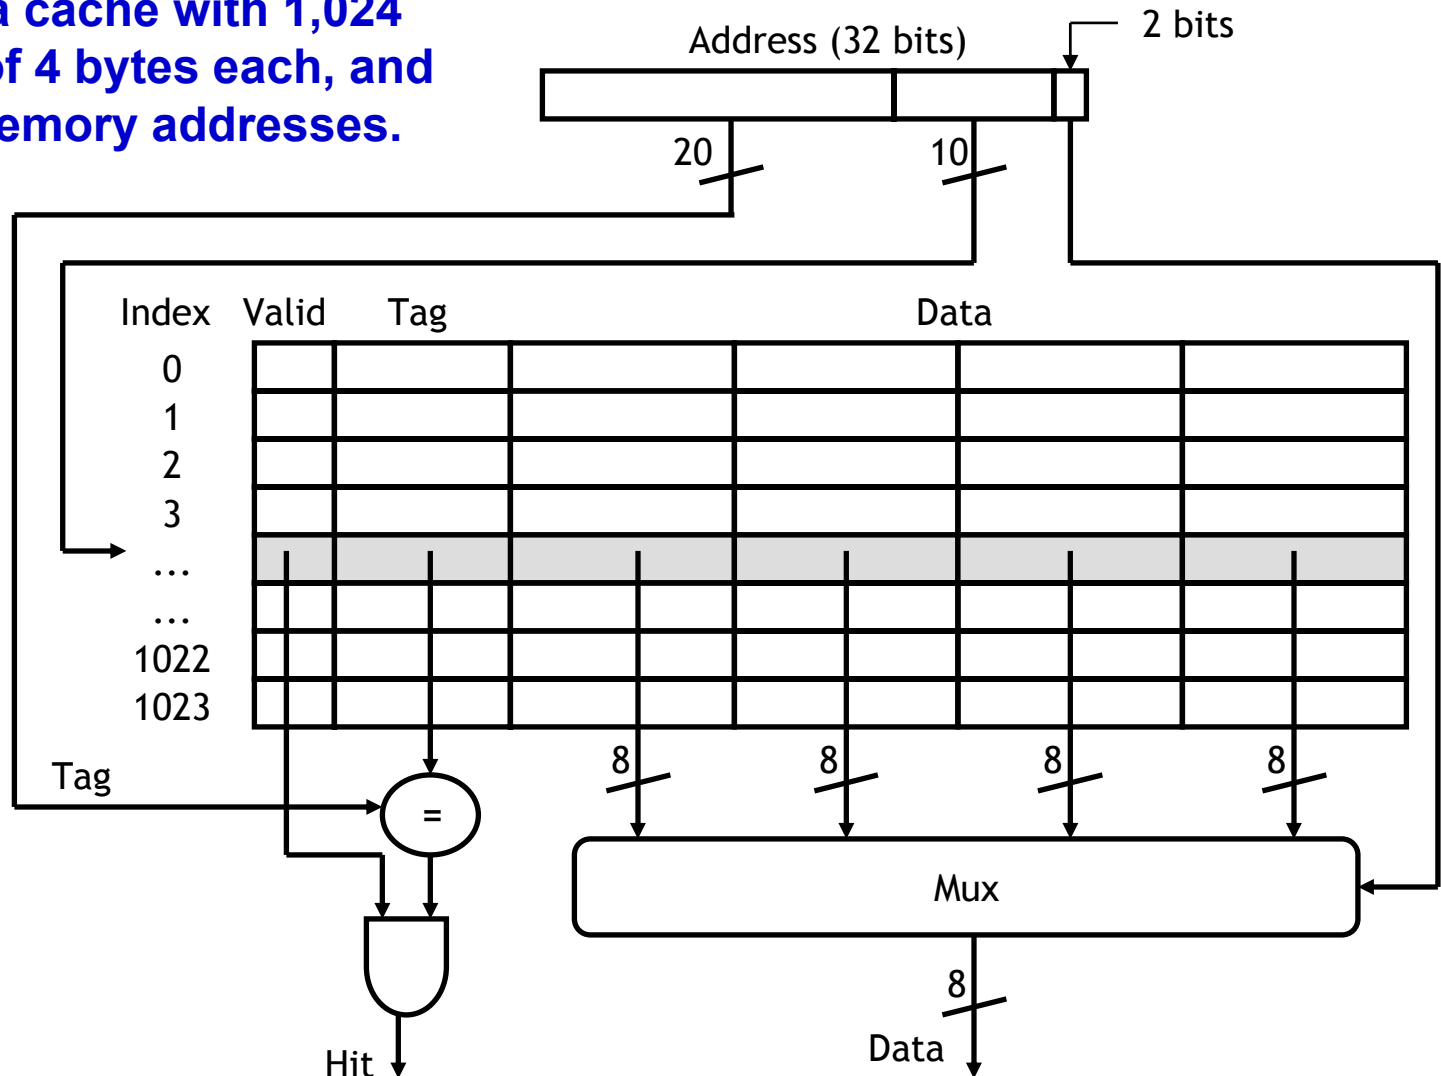 a cache with 1,024
of 4 bytes each, and
memory addresses.
Address (32 bits)
2 bits
20
10
Index Valid Tag Data
0
1
2
3
...
...
1022
1023
8 8 8 8
Tag
=
Mux
8
Data
Hit